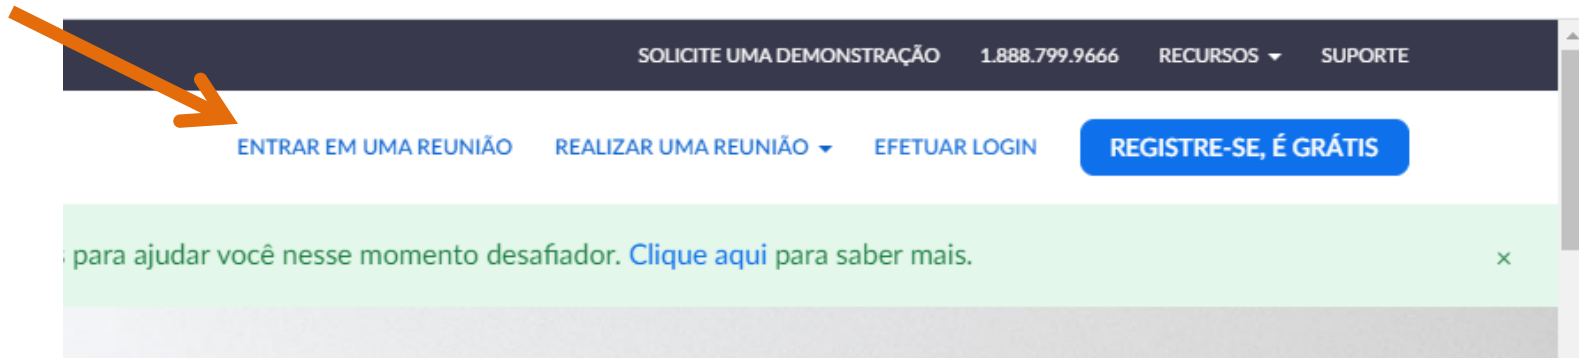 SOLICITE UMA DEMONSTRAÇÃO 1.888.799.9666 RECURSOS SUPORTE
ENTRAR EM UMA REUNIÃO REALIZAR UMA REUNIÃO EFETUAR LOGIN REGISTRE-SE, É GRÁTIS
para ajudar você nesse momento desafiador. Clique aqui para saber mais. ×